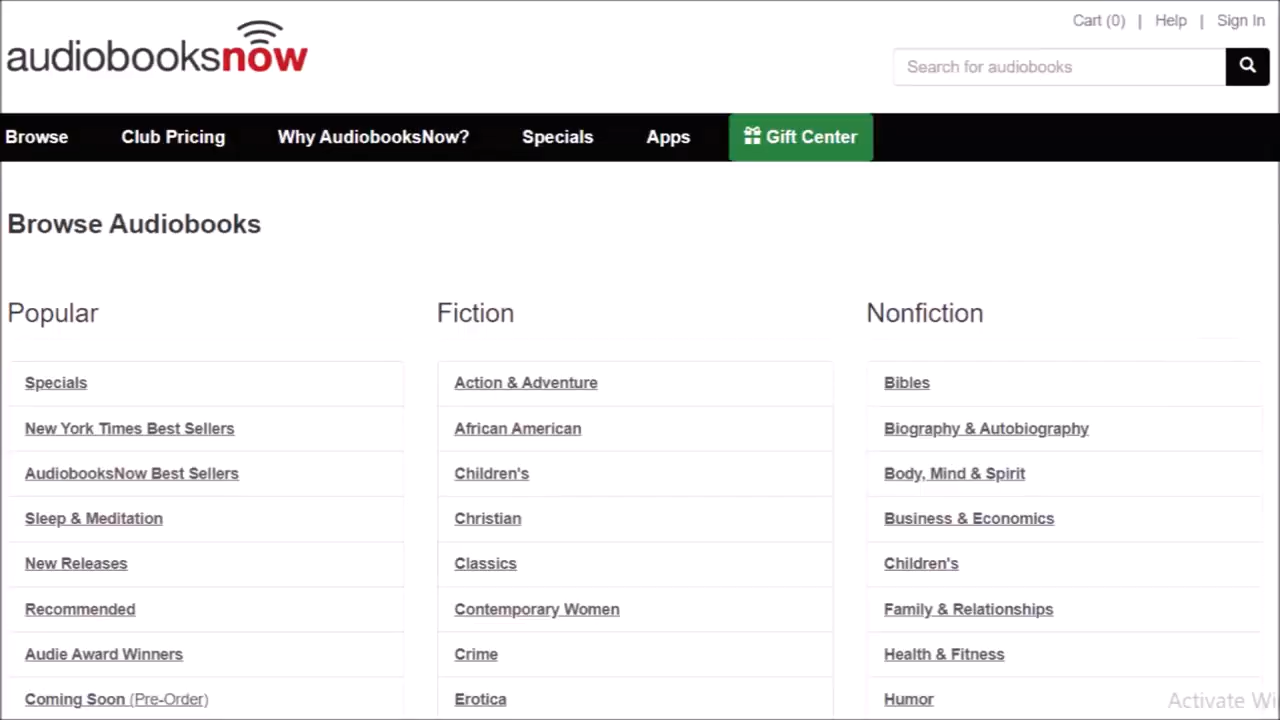 Cart (0) | Help | Sign In
audiobooksnow
Search for audiobooks
Browse Club Pricing Why AudiobooksNow? Specials Apps Gift Center
Browse Audiobooks
Popular
Specials
New York Times Best Sellers
AudiobooksNow Best Sellers
Sleep & Meditation
New Releases
Recommended
Audie Award Winners
Coming Soon (Pre-Order)
Fiction
Action & Adventure
African American
Children's
Christian
Classics
Contemporary Women
Crime
Erotica
Nonfiction
Bibles
Biography & Autobiography
Body, Mind & Spirit
Business & Economics
Children's
Family & Relationships
Health & Fitness
Humor
Activate Wi